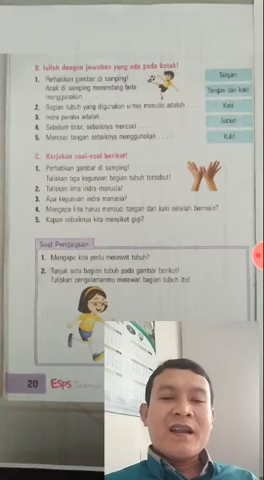 B. Isilah dengan jawaban yang ada pada kotak!
1. Perhatikan gambar di samping!
Anak di samping menendang bola
menggunakan
2. Bagian tubuh yang digunakan untuk menulis adalah . . . .
3. Indra peraba adalah . . . .
4. Sebelum tidur, sebaiknya mencuci . . . .
5. Mencuci tangan sebaiknya menggunakan . . . .
Tangan
Tangan dan kaki
Kaki
Sabun
Kulit
C. Kerjakan soal-soal berikut!
1. Perhatikan gambar di samping!
Tuliskan tiga kegunaan bagian tubuh tersebut!
2. Tuliskan lima indra manusia!
3. Apa kegunaan indra manusia?
4. Mengapa kita harus mencuci tangan dan kaki setelah bermain?
5. Kapan sebaiknya kita menyikat gigi?
Soal Pengayaan
1. Mengapa kita perlu merawat tubuh?
2. Tunjuk satu bagian tubuh pada gambar berikut!
Tuliskan pengalamanmu merawat bagian tubuh itu!
20 ESPS